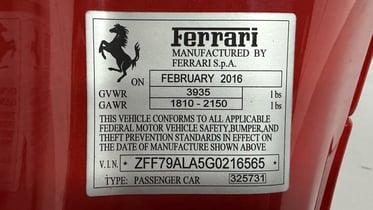 Ferrari
MANUFACTURED BY
FERRARI S.p.A.
ON FEBRUARY 2016
GVWR 3935 lbs
GAWR 1810 - 2150 lbs
THIS VEHICLE CONFORMS TO ALL APPLICABLE
FEDERAL MOTOR VEHICLE SAFETY,BUMPER,AND
THEFT PREVENTION STANDARDS IN EFFECT ON
THE DATE OF MANUFACTURE SHOWN ABOVE
V.I.N. * ZFF79ALA5G0216565 *
TYPE: PASSENGER CAR 325731